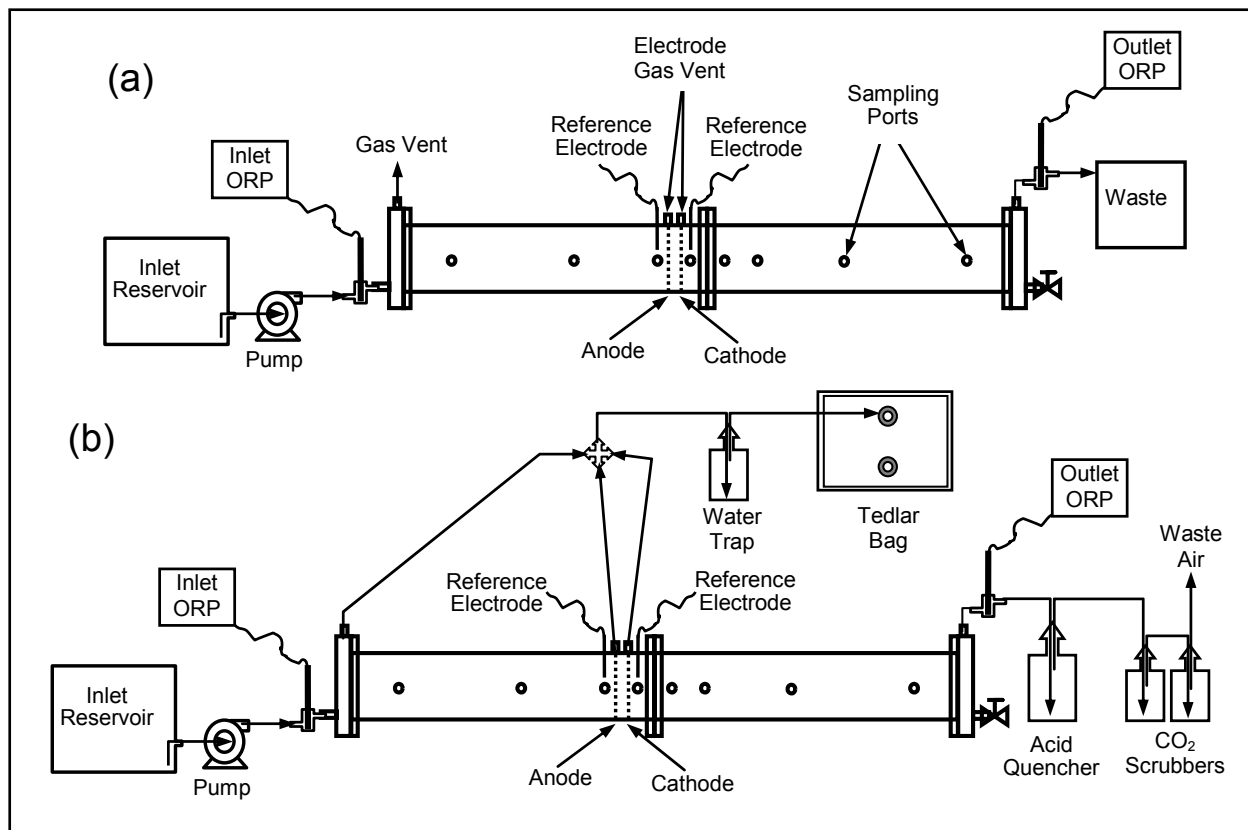 (a)
Electrode
Gas Vent
Outlet
ORP
Sampling
Ports
Reference
Electrode
Reference
Electrode
Gas Vent
Inlet
ORP
Waste
Inlet
Reservoir
Pump
Anode
Cathode
(b)
Water
Trap
Tedlar
Bag
Outlet
ORP
Waste
Air
Reference
Electrode
Reference
Electrode
Inlet
ORP
Inlet
Reservoir
Pump
Anode
Cathode
Acid
Quencher
CO₂
Scrubbers